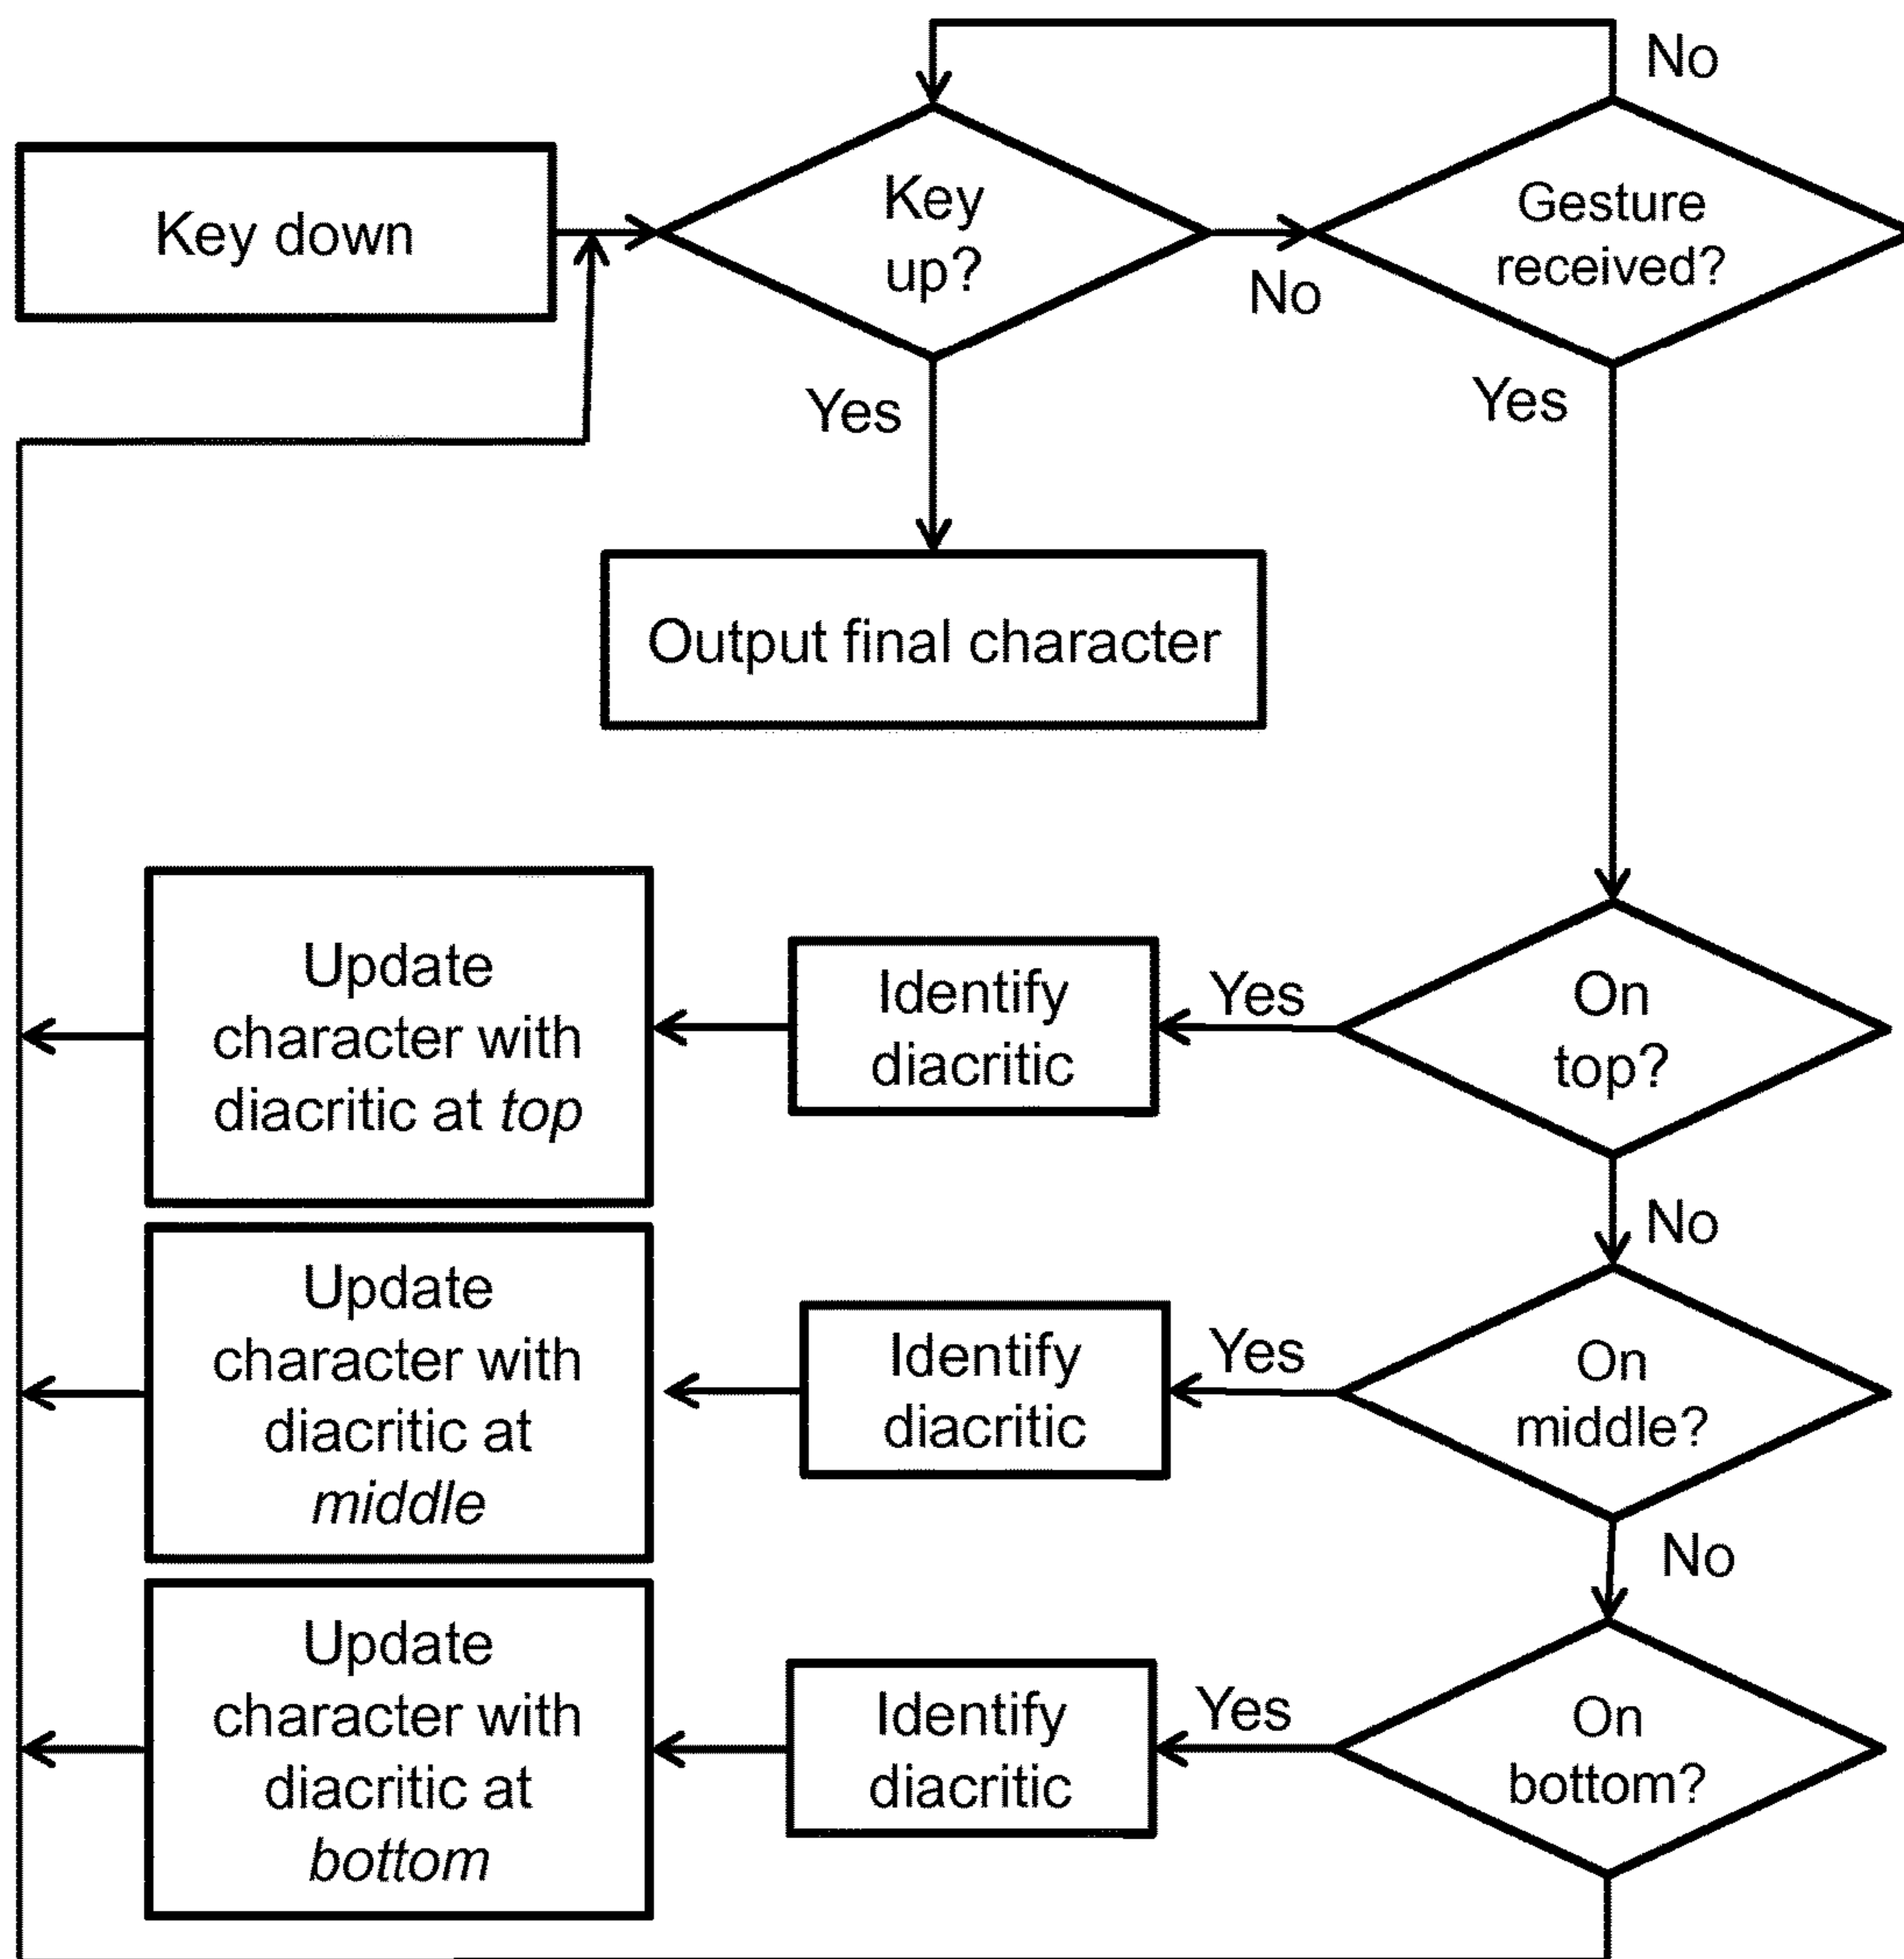 No
Key down
Key
up?
No
Gesture
received?
Yes
Yes
Output final character
Update
character with
diacritic at top
Identify
diacritic
Yes
On
top?
No
Update
character with
diacritic at
middle
Identify
diacritic
Yes
On
middle?
No
Update
character with
diacritic at
bottom
Identify
diacritic
Yes
On
bottom?